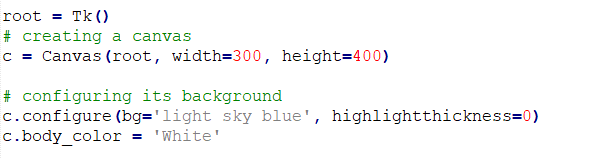 root = Tk()
# creating a canvas
c = Canvas(root, width=300, height=400)
# configuring its background
c.configure(bg='light sky blue', highlightthickness=0)
c.body_color = 'White'